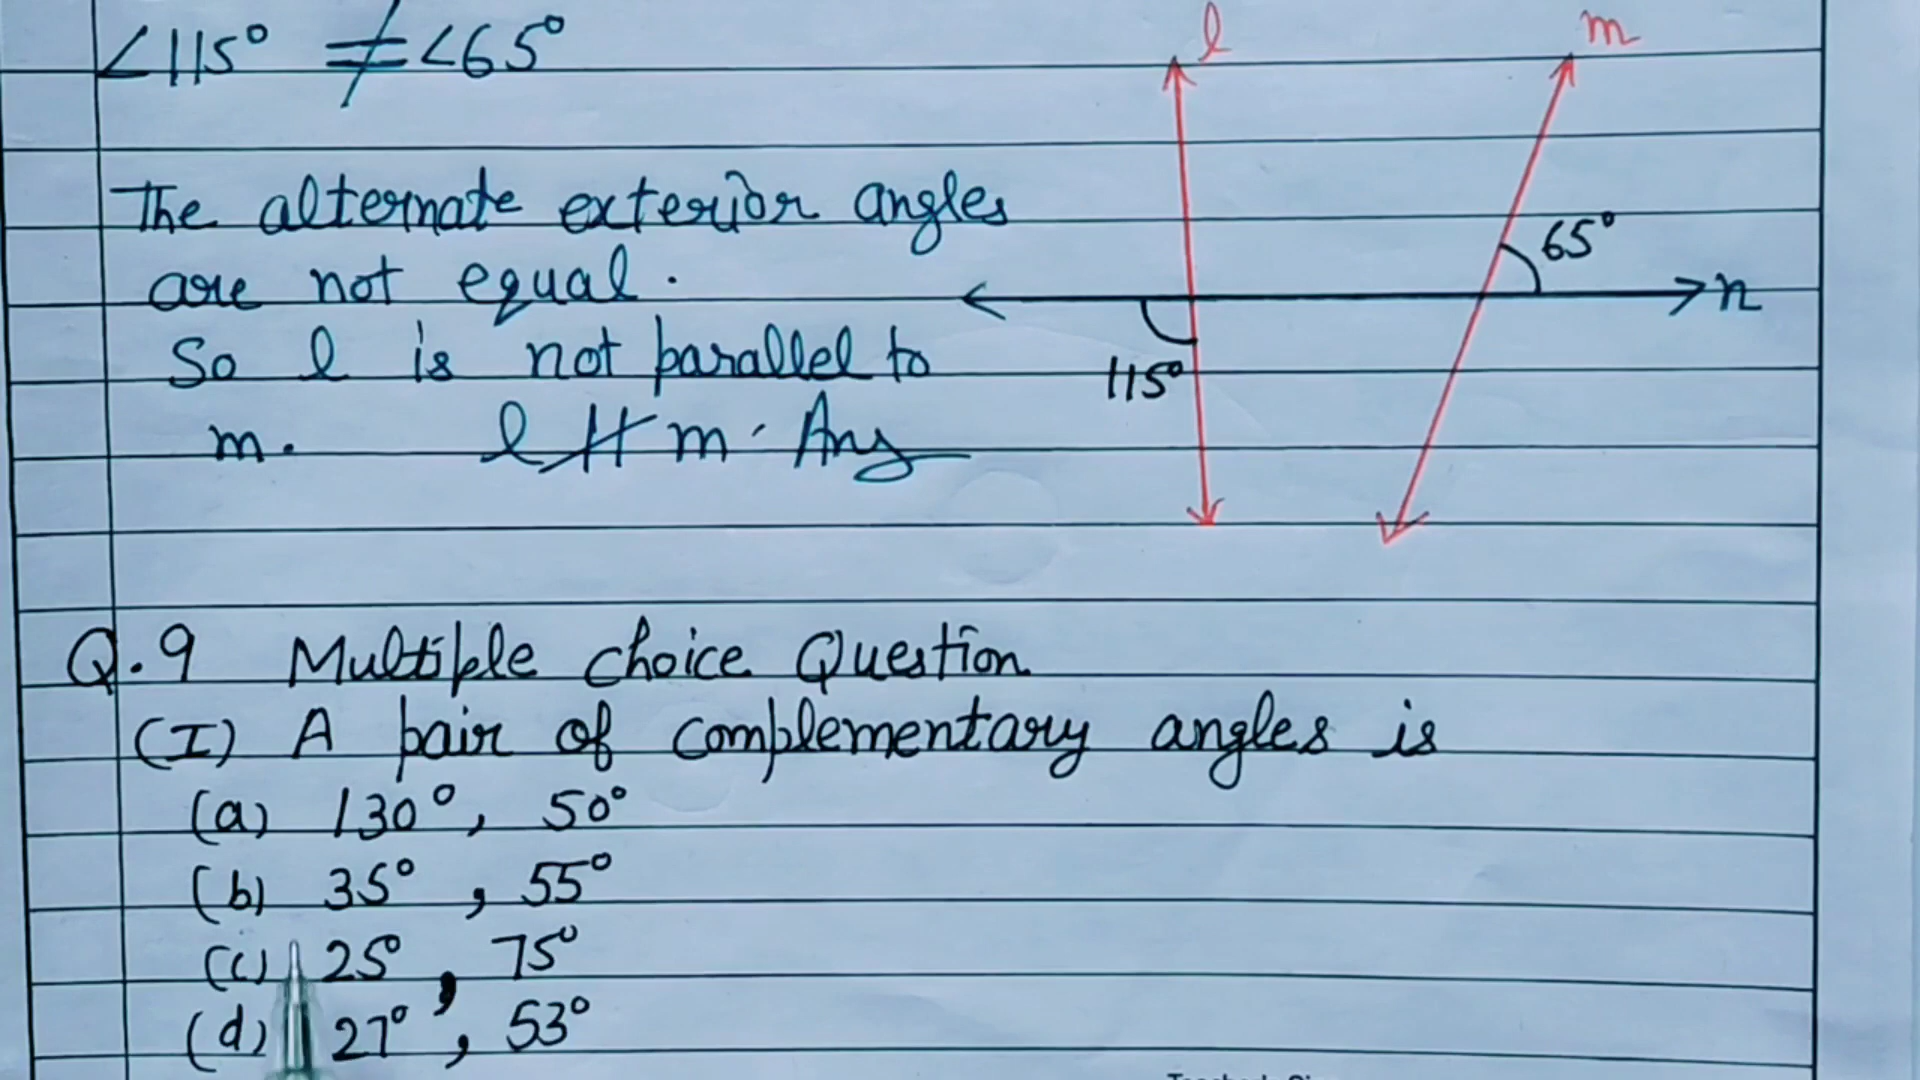 ∠115° ≠ ∠65°
The alternate exterior angles
are not equal.
So l is not parallel to
m. l ∦ m. Ans
l
m
65°
n
115°
Q.9 Multiple choice Question
(I) A pair of complementary angles is
(a) 130°, 50°
(b) 35°, 55°
(c) 25°, 75°
(d) 27°, 53°